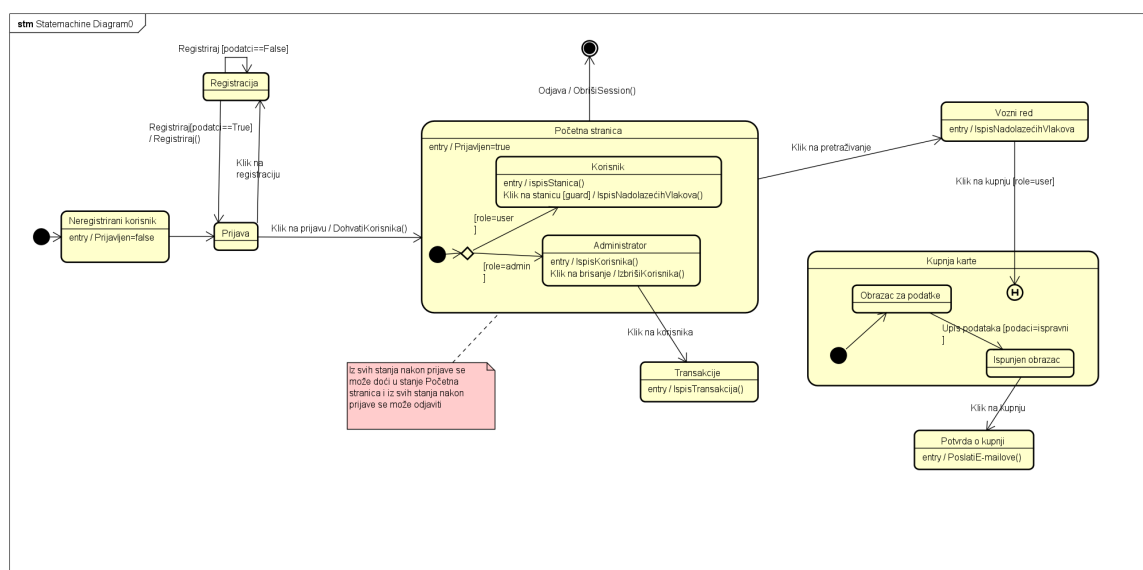 stm Statemachine Diagram0
Registriraj [podatci==False]
Registracija
Registriraj[podatci==True]
/ Registriraj()
Klik na
registraciju
Neregistrirani korisnik
entry / Prijavljen=false
Prijava
Klik na prijavu / DohvatiKorisnika()
Odjava / ObrišiSession()
Početna stranica
entry / Prijavljen=true
Korisnik
entry / ispisStanica()
Klik na stanicu [guard] / IspisNadolazećihVlakova()
[role=user
]
Administrator
entry / IspisKorisnika()
Klik na brisanje / IzbrišiKorisnika()
[role=admin
]
Klik na korisnika
Transakcije
entry / IspisTransakcija()
Iz svih stanja nakon prijave se
može doći u stanje Početna
stranica i iz svih stanja nakon
prijave se može odjaviti
Klik na pretraživanje
Vozni red
entry / IspisNadolazećihVlakova
Klik na kupnju [role=user]
Kupnja karte
H
Obrazac za podatke
Upis podataka [podaci=ispravni
]
Ispunjen obrazac
Klik na kupnju
Potvrda o kupnji
entry / PoslatiE-mailove()